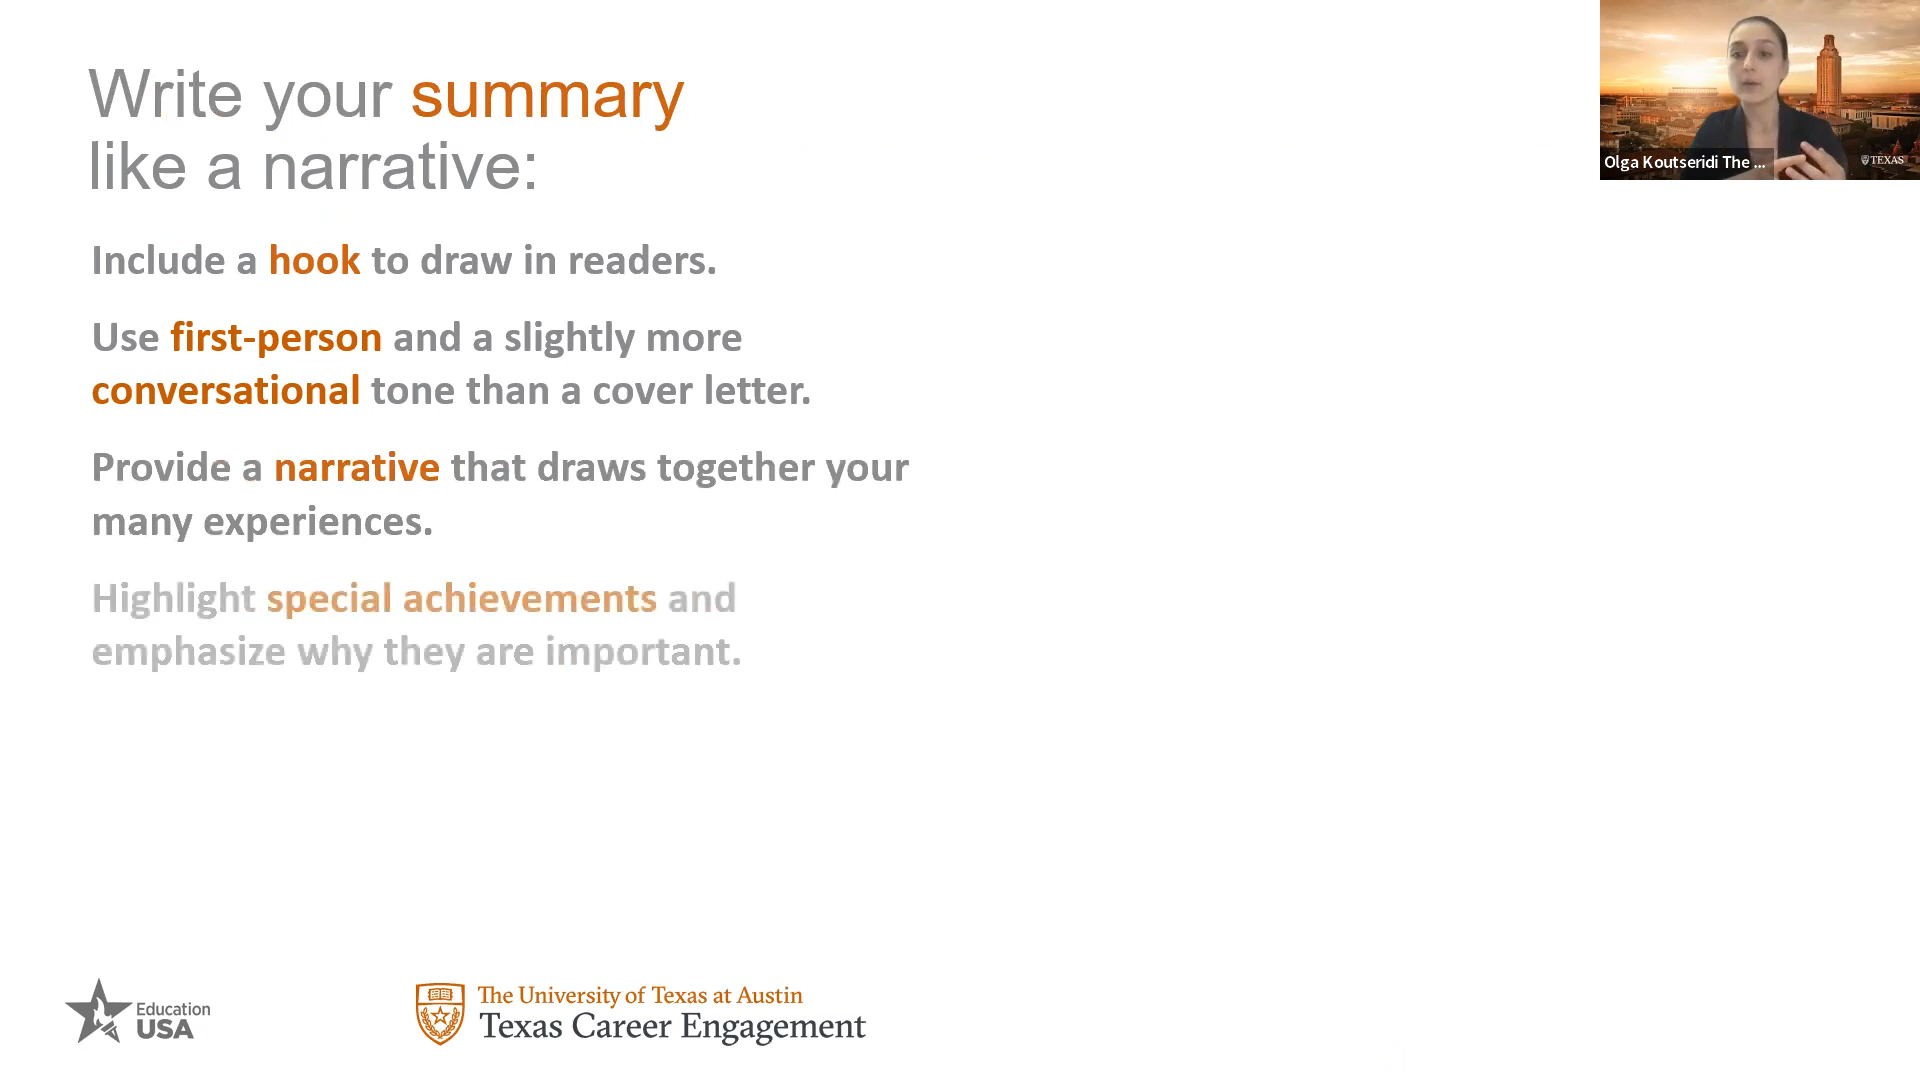 Write your summary
like a narrative:
Include a hook to draw in readers.
Use first-person and a slightly more
conversational tone than a cover letter.
Provide a narrative that draws together your
many experiences.
Highlight special achievements and
emphasize why they are important.
Olga Koutseridi The ...
TEXAS
Education
USA
The University of Texas at Austin
Texas Career Engagement